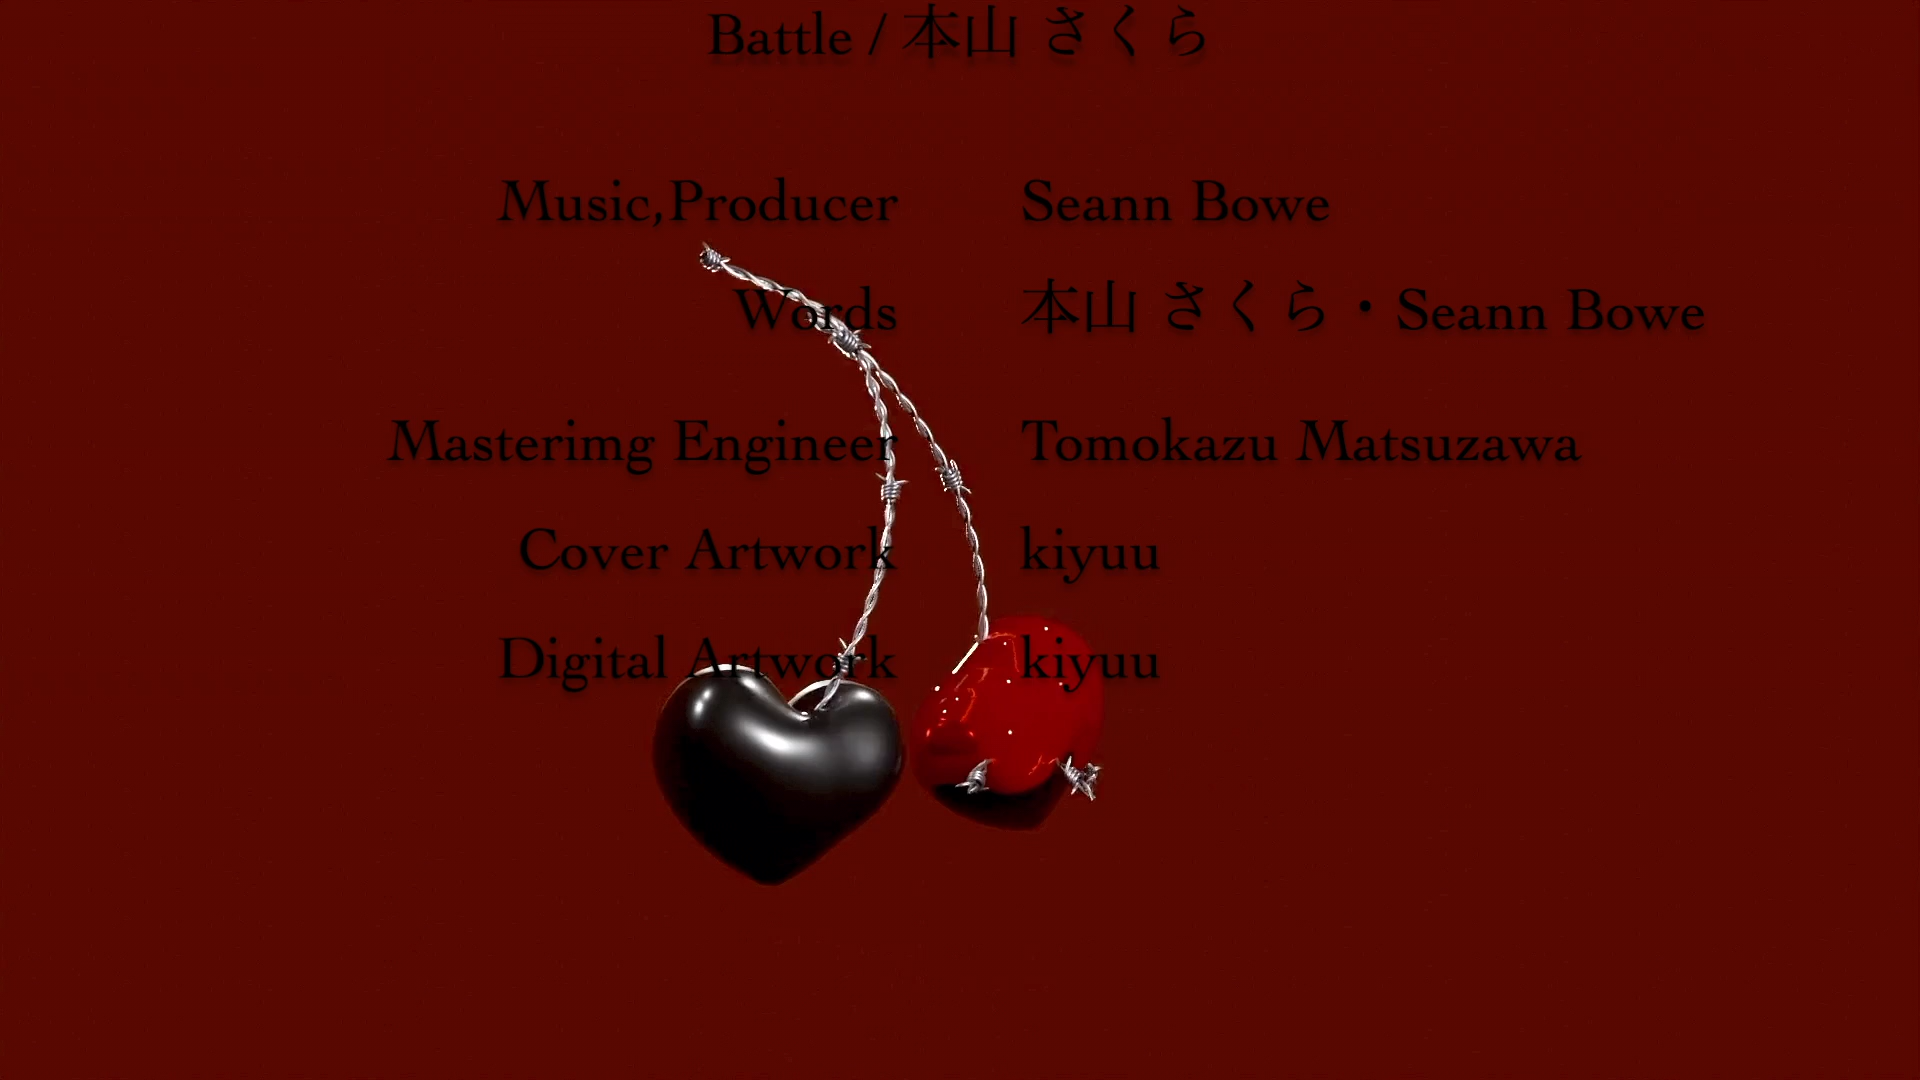 Battle / 本山 さくら
Music,Producer Seann Bowe
Words 本山 さくら・Seann Bowe
Masterimg Engineer Tomokazu Matsuzawa
Cover Artwork kiyuu
Digital Artwork kiyuu